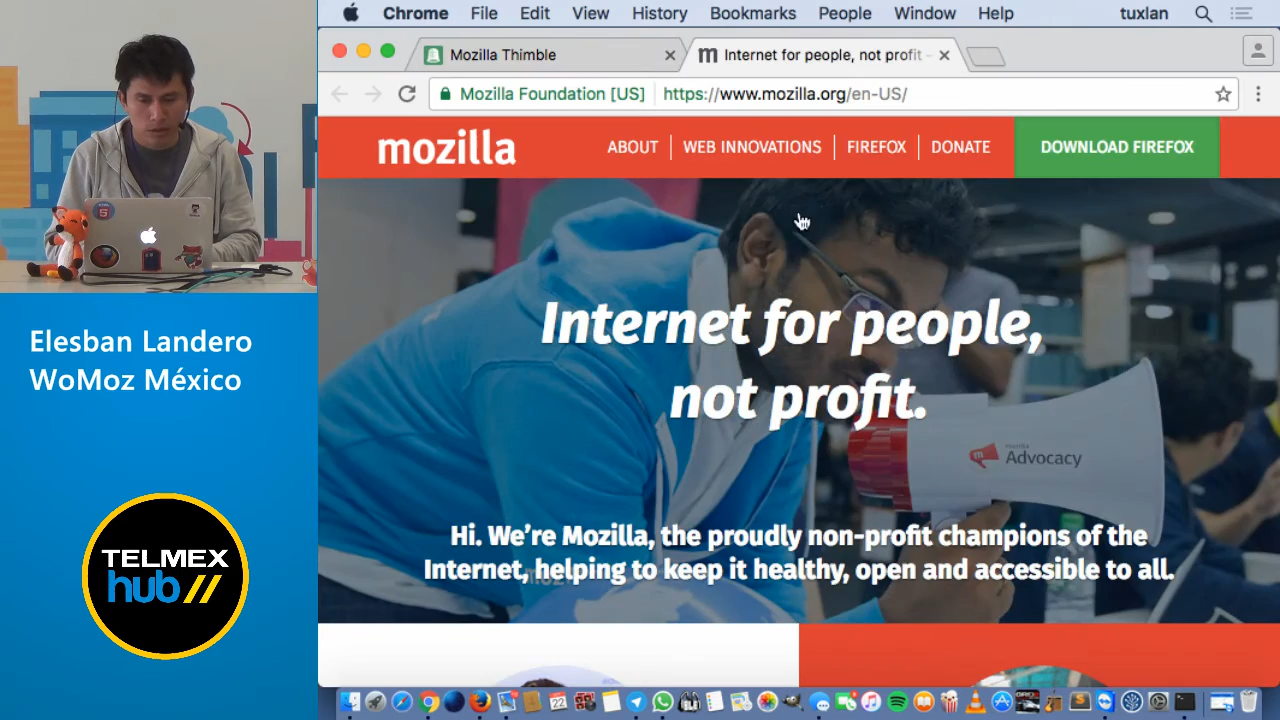 Chrome File Edit View History Bookmarks People Window Help tuxlan
Mozilla Thimble
Internet for people, not profit -
Mozilla Foundation [US] https://www.mozilla.org/en-US/
mozilla
ABOUT WEB INNOVATIONS FIREFOX DONATE
DOWNLOAD FIREFOX
Internet for people,
not profit.
mozilla
Advocacy
Hi. We're Mozilla, the proudly non-profit champions of the
Internet, helping to keep it healthy, open and accessible to all.
22
5
Elesban Landero
WoMoz México
TELMEX
hub//